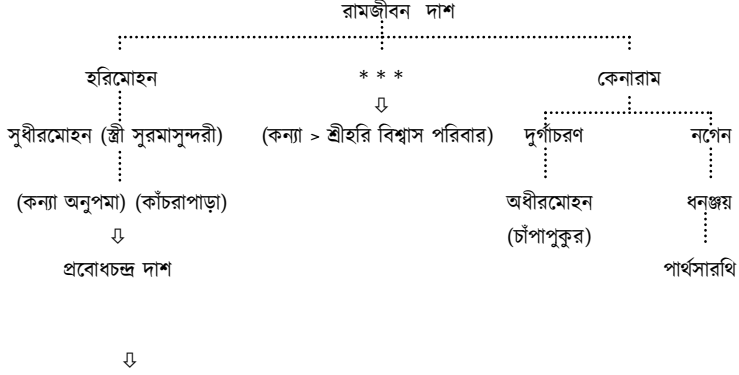 রামজীবন দাশ
হরিমোহন * * * কেনারাম
⇩
সুধীরমোহন (স্ত্রী সুরমাসুন্দরী) (কন্যা > শ্রীহরি বিশ্বাস পরিবার) দুর্গাচরণ নগেন
(কন্যা অনুপমা) (কাঁচরাপাড়া) অধীরমোহন ধনঞ্জয়
⇩ (চাঁপাপুকুর)
প্রবোধচন্দ্র দাশ পার্থসারথি
⇩